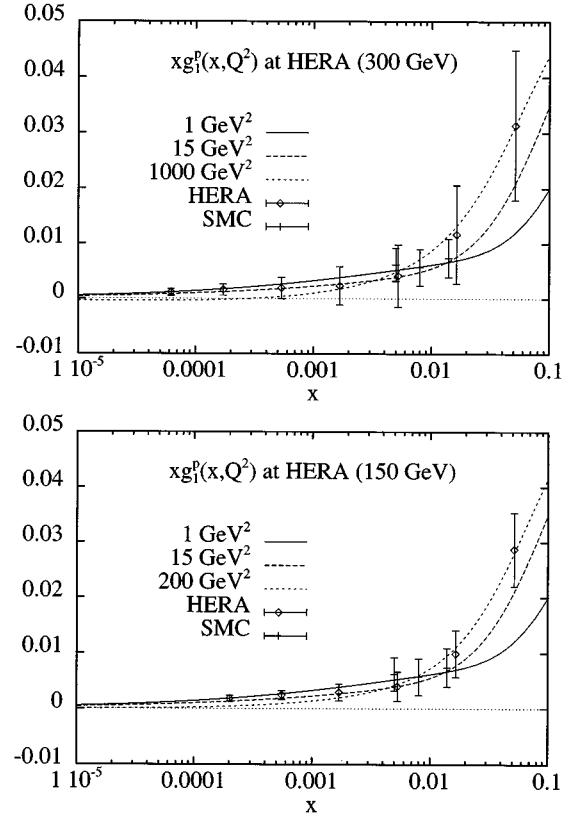 0.05
xg₁ᵖ(x,Q²) at HERA (300 GeV)
0.04
1 GeV²
15 GeV²
0.03
1000 GeV²
HERA
0.02
SMC
0.01
0
-0.01
1 10⁻⁵ 0.0001 0.001 0.01 0.1
x
0.05
xg₁ᵖ(x,Q²) at HERA (150 GeV)
0.04
1 GeV²
15 GeV²
0.03
200 GeV²
HERA
0.02
SMC
0.01
0
-0.01
1 10⁻⁵ 0.0001 0.001 0.01 0.1
x